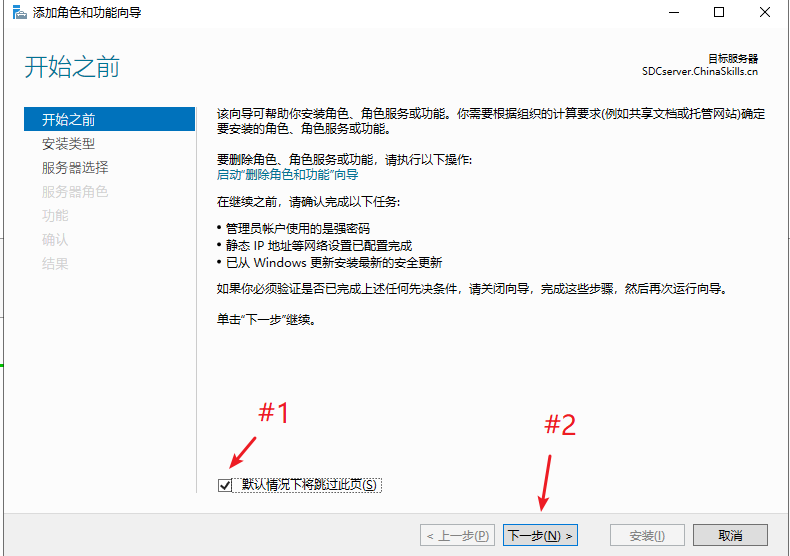 添加角色和功能向导
开始之前
目标服务器
SDCserver.ChinaSkills.cn
开始之前
安装类型
服务器选择
服务器角色
功能
确认
结果
该向导可帮助你安装角色、角色服务或功能。你需要根据组织的计算要求(例如共享文档或托管网站)确定
要安装的角色、角色服务或功能。
要删除角色、角色服务或功能，请执行以下操作:
启动“删除角色和功能”向导
在继续之前，请确认完成以下任务:
• 管理员帐户使用的是强密码
• 静态 IP 地址等网络设置已配置完成
• 已从 Windows 更新安装最新的安全更新
如果你必须验证是否已完成上述任何先决条件，请关闭向导，完成这些步骤，然后再次运行向导。
单击“下一步”继续。
#1
#2
默认情况下将跳过此页(S)
< 上一步(P)
下一步(N) >
安装(I)
取消